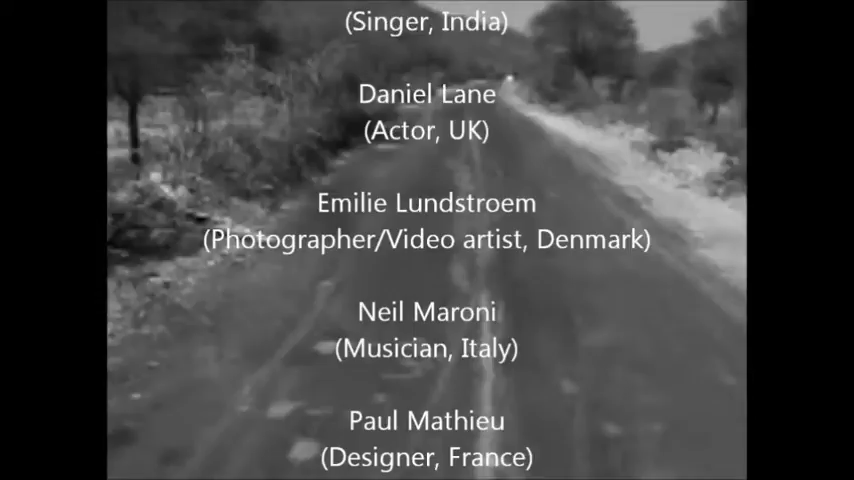 (Singer, India)
Daniel Lane
(Actor, UK)
Emilie Lundstroem
(Photographer/Video artist, Denmark)
Neil Maroni
(Musician, Italy)
Paul Mathieu
(Designer, France)